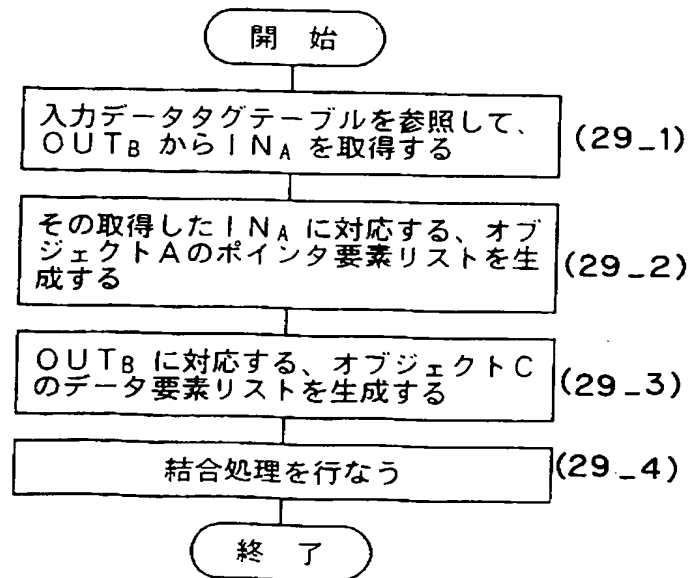 開 始
入力データタグテーブルを参照して、
OUTB からINA を取得する
(29_1)
その取得したINA に対応する、オブ
ジェクトAのポインタ要素リストを生
成する
(29_2)
OUTB に対応する、オブジェクトC
のデータ要素リストを生成する
(29_3)
結合処理を行なう
(29_4)
終 了